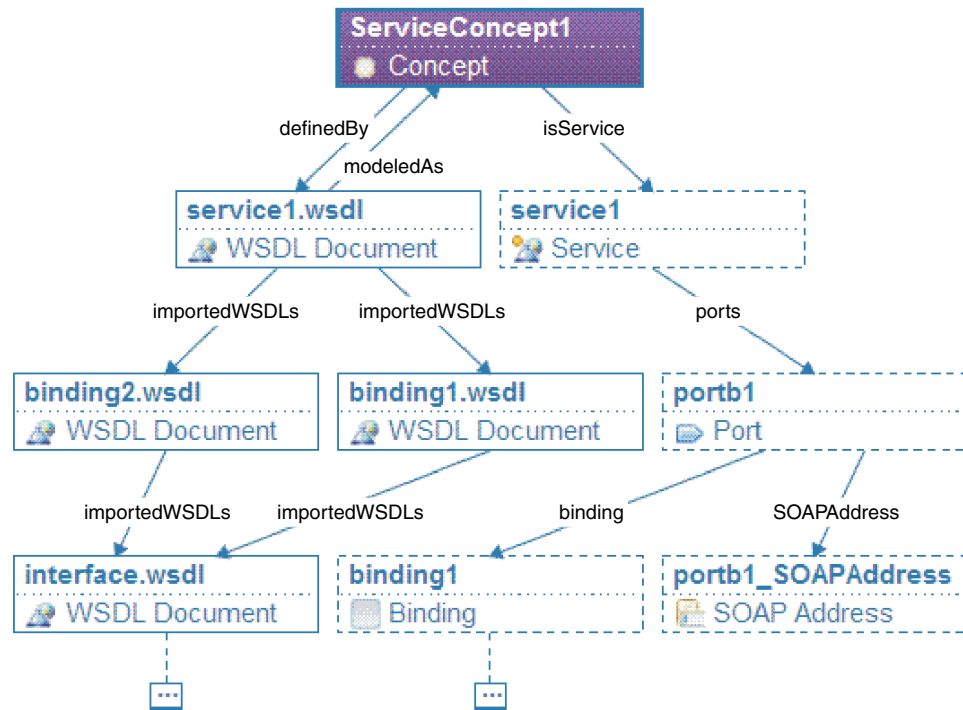 ServiceConcept1
Concept
definedBy
isService
modeledAs
service1.wsdl
WSDL Document
service1
Service
importedWSDLs
importedWSDLs
ports
binding2.wsdl
WSDL Document
binding1.wsdl
WSDL Document
portb1
Port
importedWSDLs
importedWSDLs
binding
SOAPAddress
interface.wsdl
WSDL Document
binding1
Binding
portb1_SOAPAddress
SOAP Address
...
...